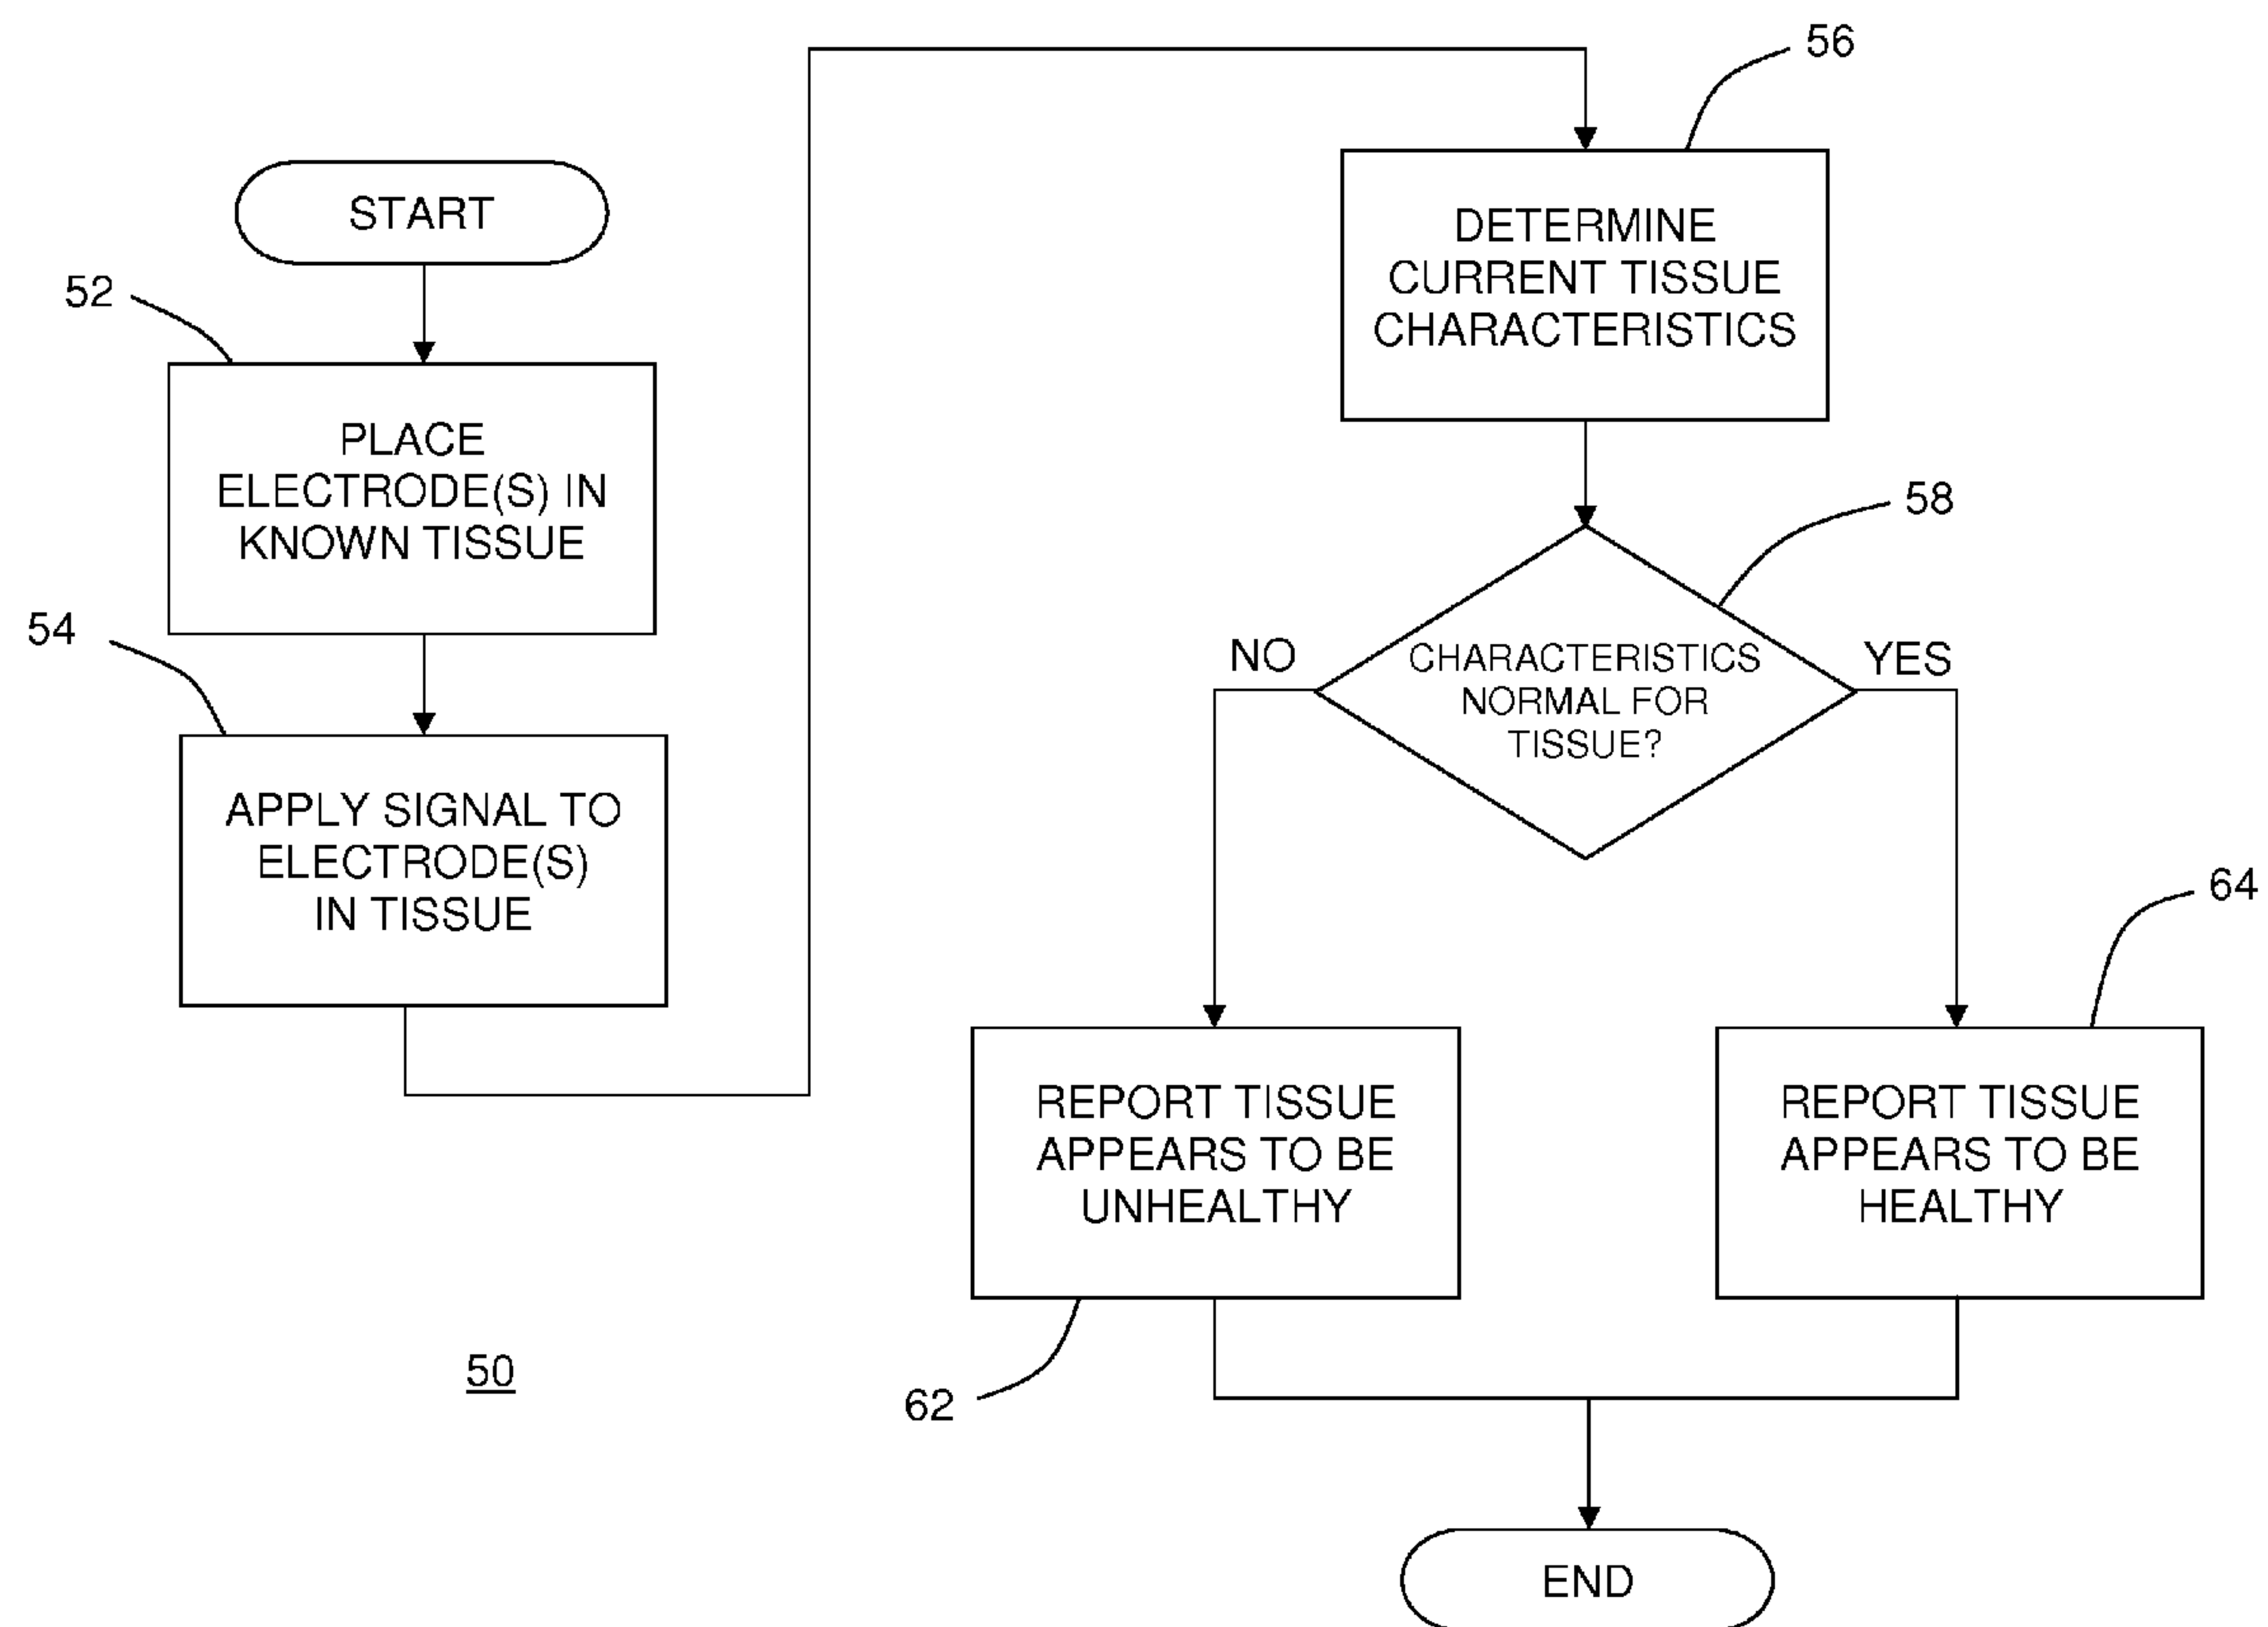 START
52
PLACE
ELECTRODE(S) IN
KNOWN TISSUE
54
APPLY SIGNAL TO
ELECTRODE(S)
IN TISSUE
56
DETERMINE
CURRENT TISSUE
CHARACTERISTICS
58
CHARACTERISTICS
NORMAL FOR
TISSUE?
NO
YES
62
REPORT TISSUE
APPEARS TO BE
UNHEALTHY
64
REPORT TISSUE
APPEARS TO BE
HEALTHY
END
50